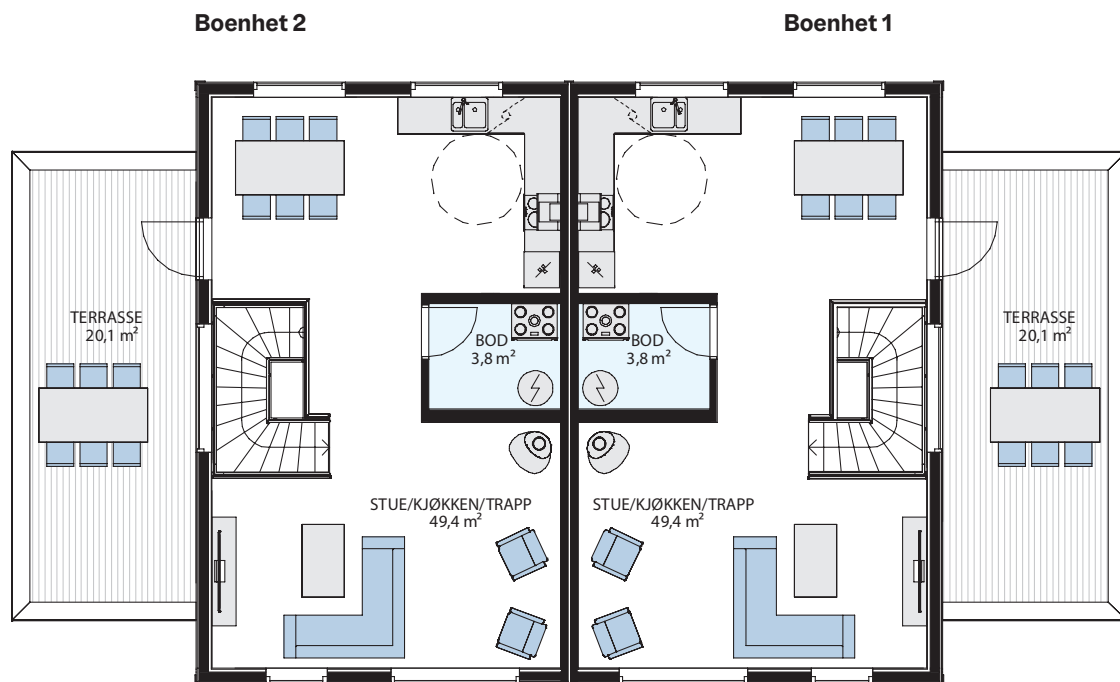 Boenhet 2
Boenhet 1
TERRASSE
20,1 m²
BOD
3,8 m²
BOD
3,8 m²
TERRASSE
20,1 m²
STUE/KJØKKEN/TRAPP
49,4 m²
STUE/KJØKKEN/TRAPP
49,4 m²